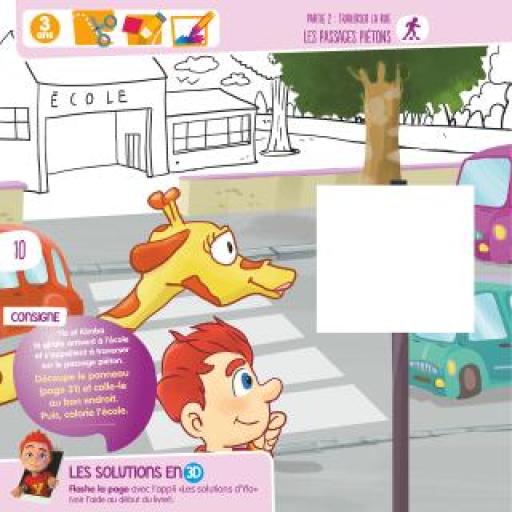 3
ans
PARTIE 2 : TRAVERSER LA RUE
LES PASSAGES PIÉTONS
ÉCOLE
10
CONSIGNE
Flo et Kimba
la girafe arrivent à l'école
et s'apprêtent à traverser
sur le passage piéton.
Découpe le panneau
(page 31) et colle-le
au bon endroit.
Puis, colorie l'école.
LES SOLUTIONS EN 3D
Flashe la page avec l'appli «Les solutions d'Flo»
(voir l'aide au début du livret).